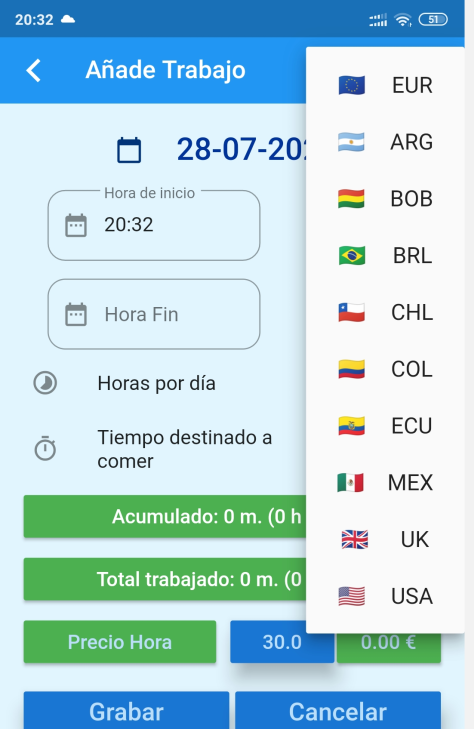 20:32
51
Añade Trabajo
28-07-20
Hora de inicio
20:32
Hora Fin
Horas por día
Tiempo destinado a
comer
Acumulado: 0 m. (0 h
Total trabajado: 0 m. (0
Precio Hora
30.0
0.00 €
Grabar
Cancelar
EUR
ARG
BOB
BRL
CHL
COL
ECU
MEX
UK
USA